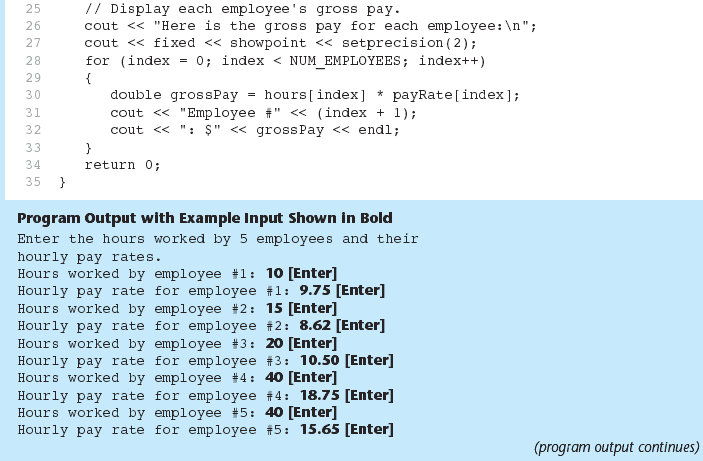 25 // Display each employee's gross pay.
26 cout << "Here is the gross pay for each employee:\n";
27 cout << fixed << showpoint << setprecision(2);
28 for (index = 0; index < NUM_EMPLOYEES; index++)
29 {
30 double grossPay = hours[index] * payRate[index];
31 cout << "Employee #" << (index + 1);
32 cout << ": $" << grossPay << endl;
33 }
34 return 0;
35 }
Program Output with Example Input Shown in Bold
Enter the hours worked by 5 employees and their
hourly pay rates.
Hours worked by employee #1: 10 [Enter]
Hourly pay rate for employee #1: 9.75 [Enter]
Hours worked by employee #2: 15 [Enter]
Hourly pay rate for employee #2: 8.62 [Enter]
Hours worked by employee #3: 20 [Enter]
Hourly pay rate for employee #3: 10.50 [Enter]
Hours worked by employee #4: 40 [Enter]
Hourly pay rate for employee #4: 18.75 [Enter]
Hours worked by employee #5: 40 [Enter]
Hourly pay rate for employee #5: 15.65 [Enter]
(program output continues)